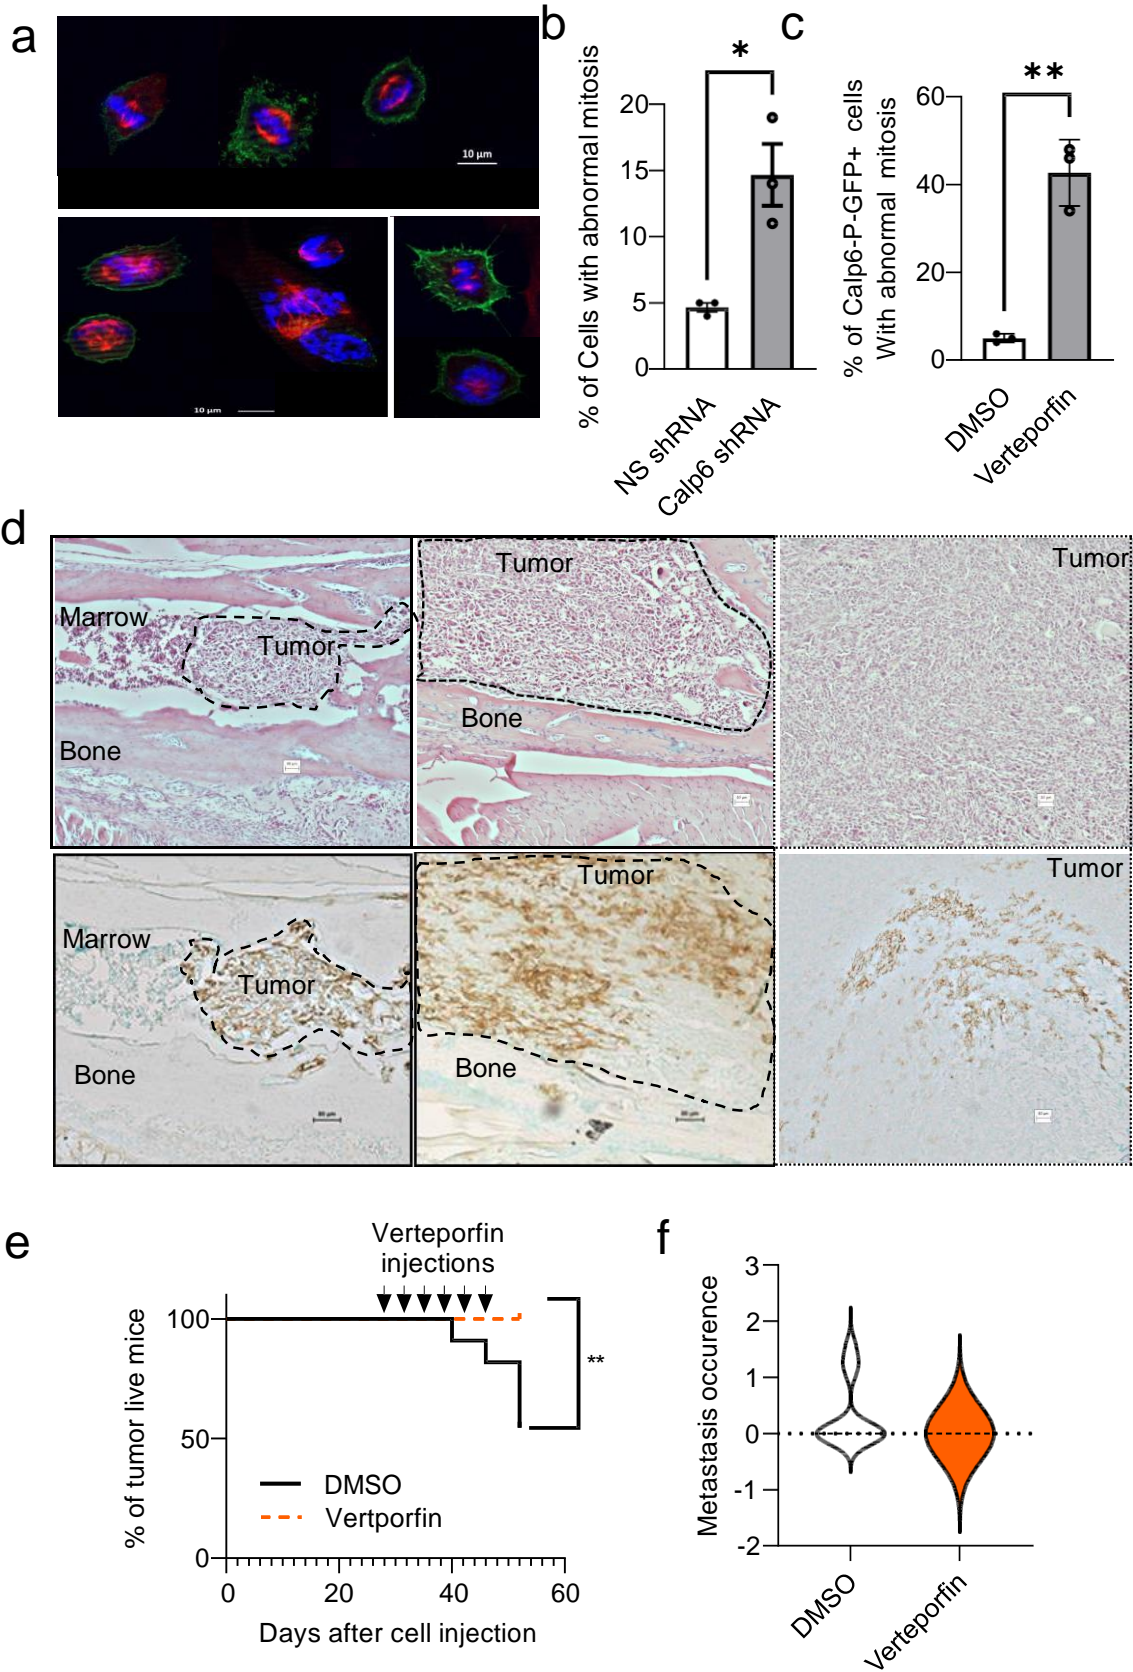 a
10 µm
10 µm
b
% of Cells with abnormal mitosis
20
15
10
5
0
*
NS shRNA
Calp6 shRNA
c
% of Calp6-P-GFP+ cells
With abnormal mitosis
60
40
20
0
**
DMSO
Verteporfin
d
Marrow
Tumor
Bone
Tumor
Bone
Tumor
Marrow
Tumor
Bone
Tumor
Bone
Tumor
e
Verteporfin
injections
% of tumor live mice
100
50
0
**
DMSO
Vertporfin
0
20
40
60
Days after cell injection
f
Metastasis occurence
3
2
1
0
-1
-2
DMSO
Verteporfin